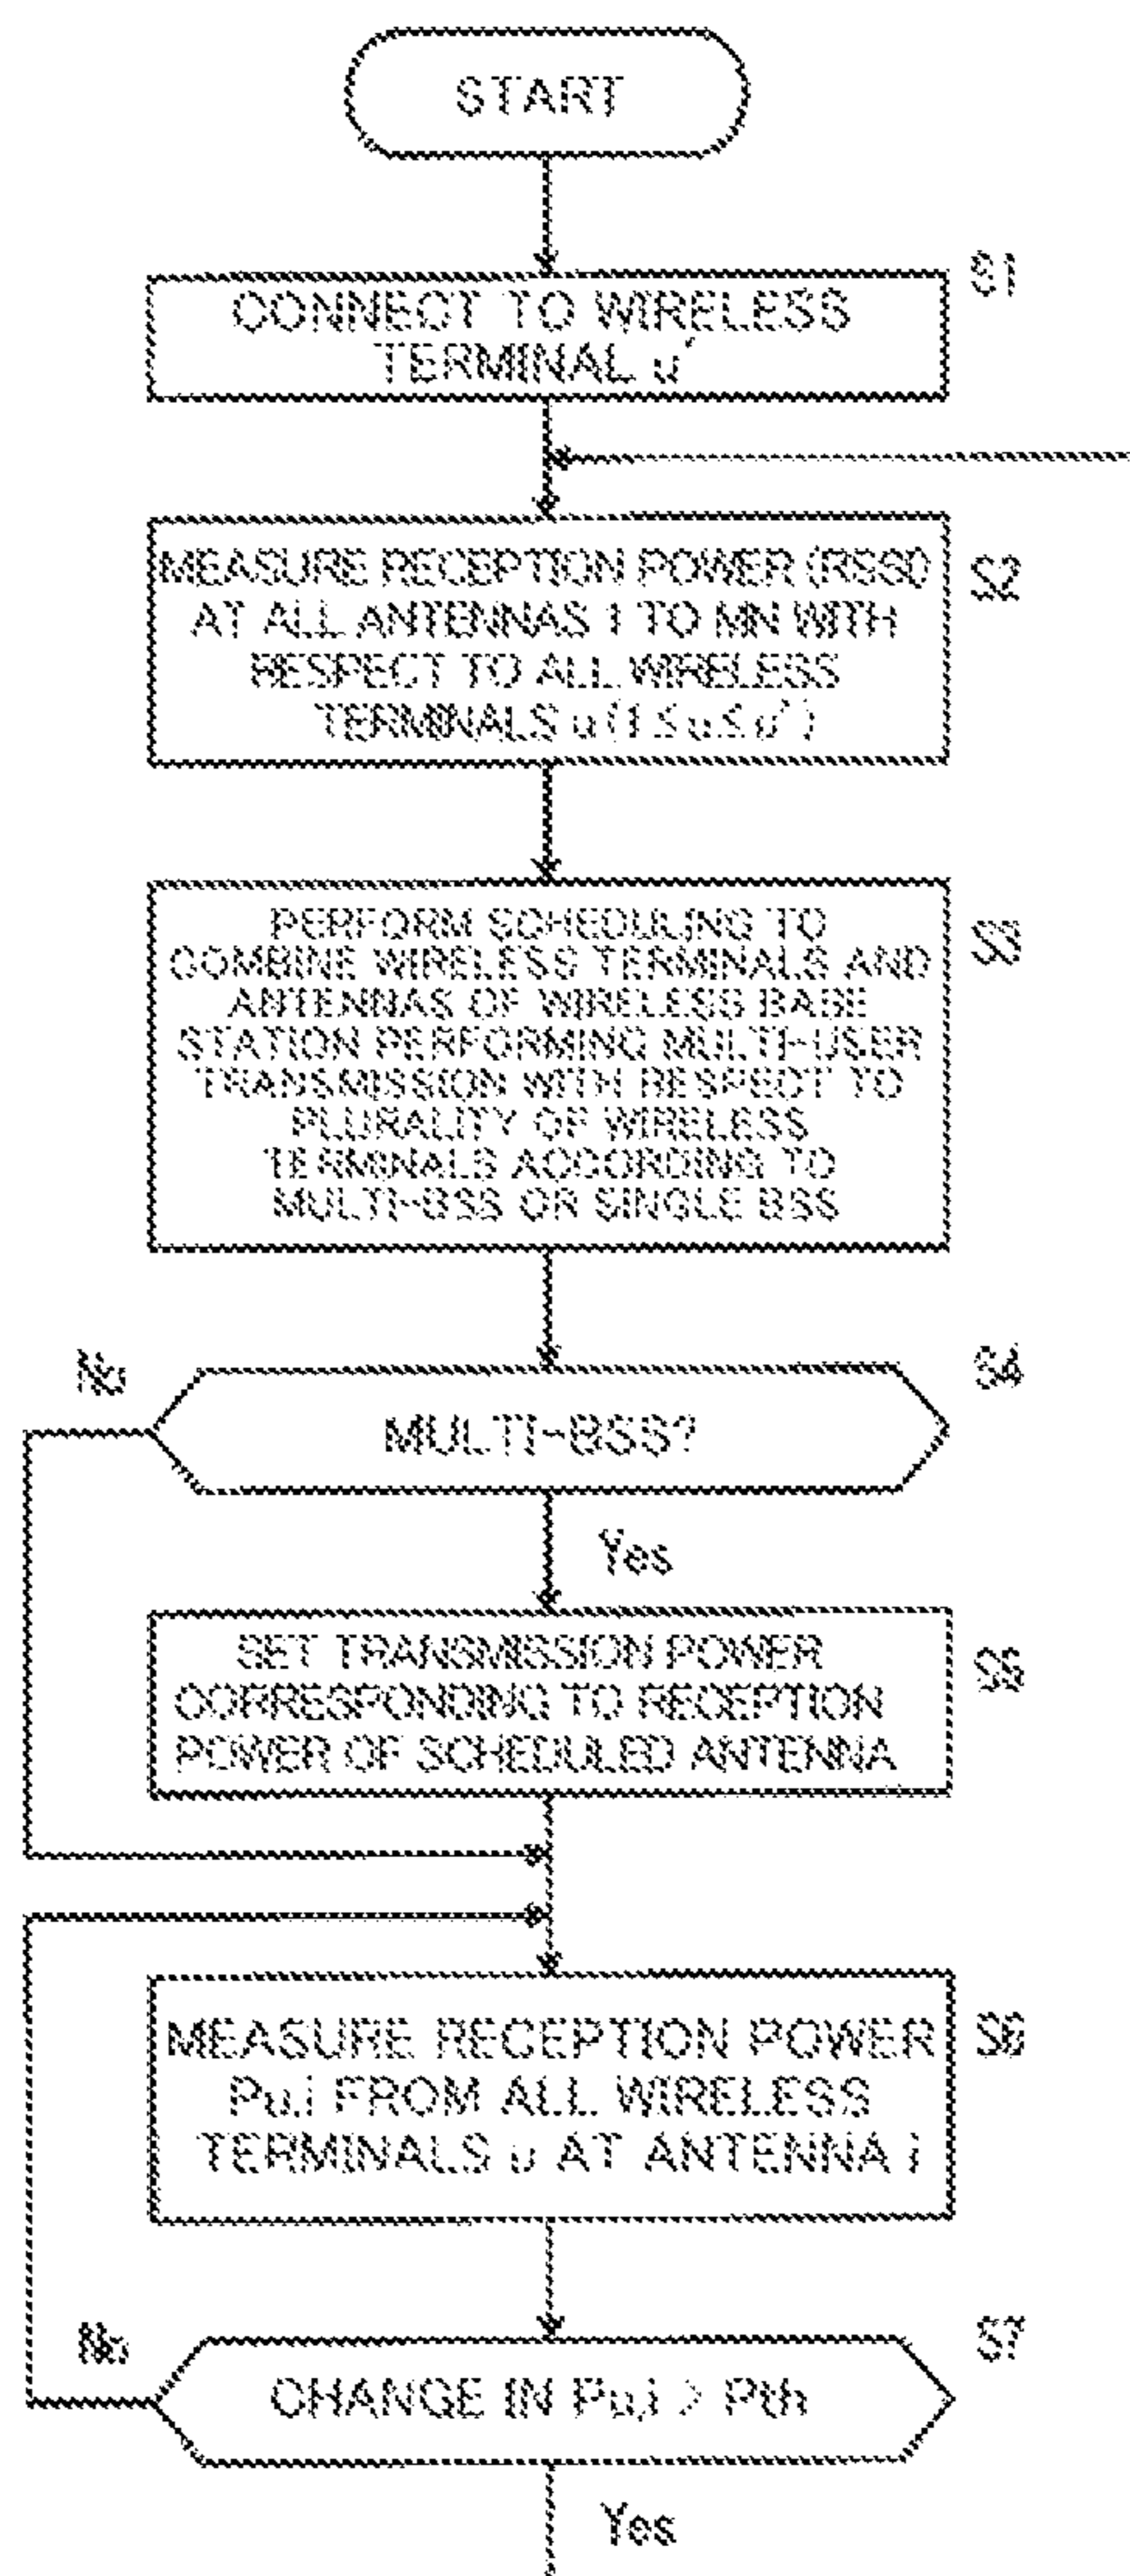 START
S1
CONNECT TO WIRELESS
TERMINAL u'
S2
MEASURE RECEPTION POWER (RSSI)
AT ALL ANTENNAS 1 TO MN WITH
RESPECT TO ALL WIRELESS
TERMINALS u (1 ≤ u ≤ u')
S3
PERFORM SCHEDULING TO
COMBINE WIRELESS TERMINALS AND
ANTENNAS OF WIRELESS BASE
STATION PERFORMING MULTI-USER
TRANSMISSION WITH RESPECT TO
PLURALITY OF WIRELESS
TERMINALS ACCORDING TO
MULTI-BSS OR SINGLE BSS
No
S4
MULTI-BSS?
Yes
S5
SET TRANSMISSION POWER
CORRESPONDING TO RECEPTION
POWER OF SCHEDULED ANTENNA
S6
MEASURE RECEPTION POWER
Pu,i FROM ALL WIRELESS
TERMINALS u AT ANTENNA i
No
S7
CHANGE IN Pu,i > Pth
Yes